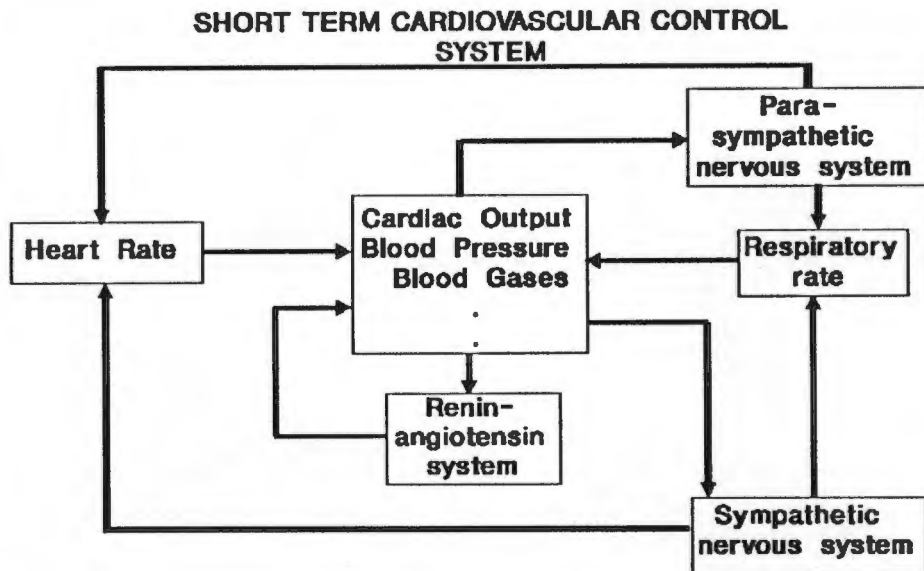 SHORT TERM CARDIOVASCULAR CONTROL
SYSTEM
Para-
sympathetic
nervous system
Heart Rate
Cardiac Output
Blood Pressure
Blood Gases
.
.
Respiratory
rate
Renin-
angiotensin
system
Sympathetic
nervous system